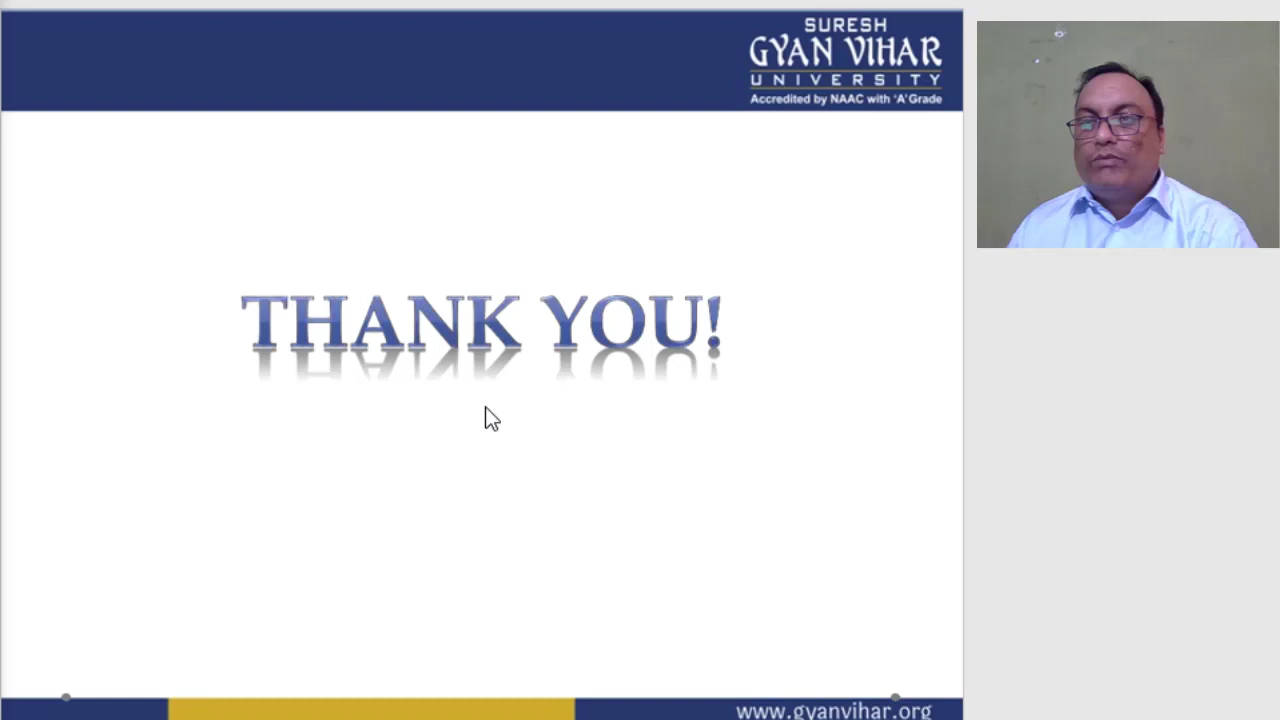 SURESH
GYAN VIHAR
UNIVERSITY
Accredited by NAAC with 'A' Grade
THANK YOU!
www.gyanvihar.org